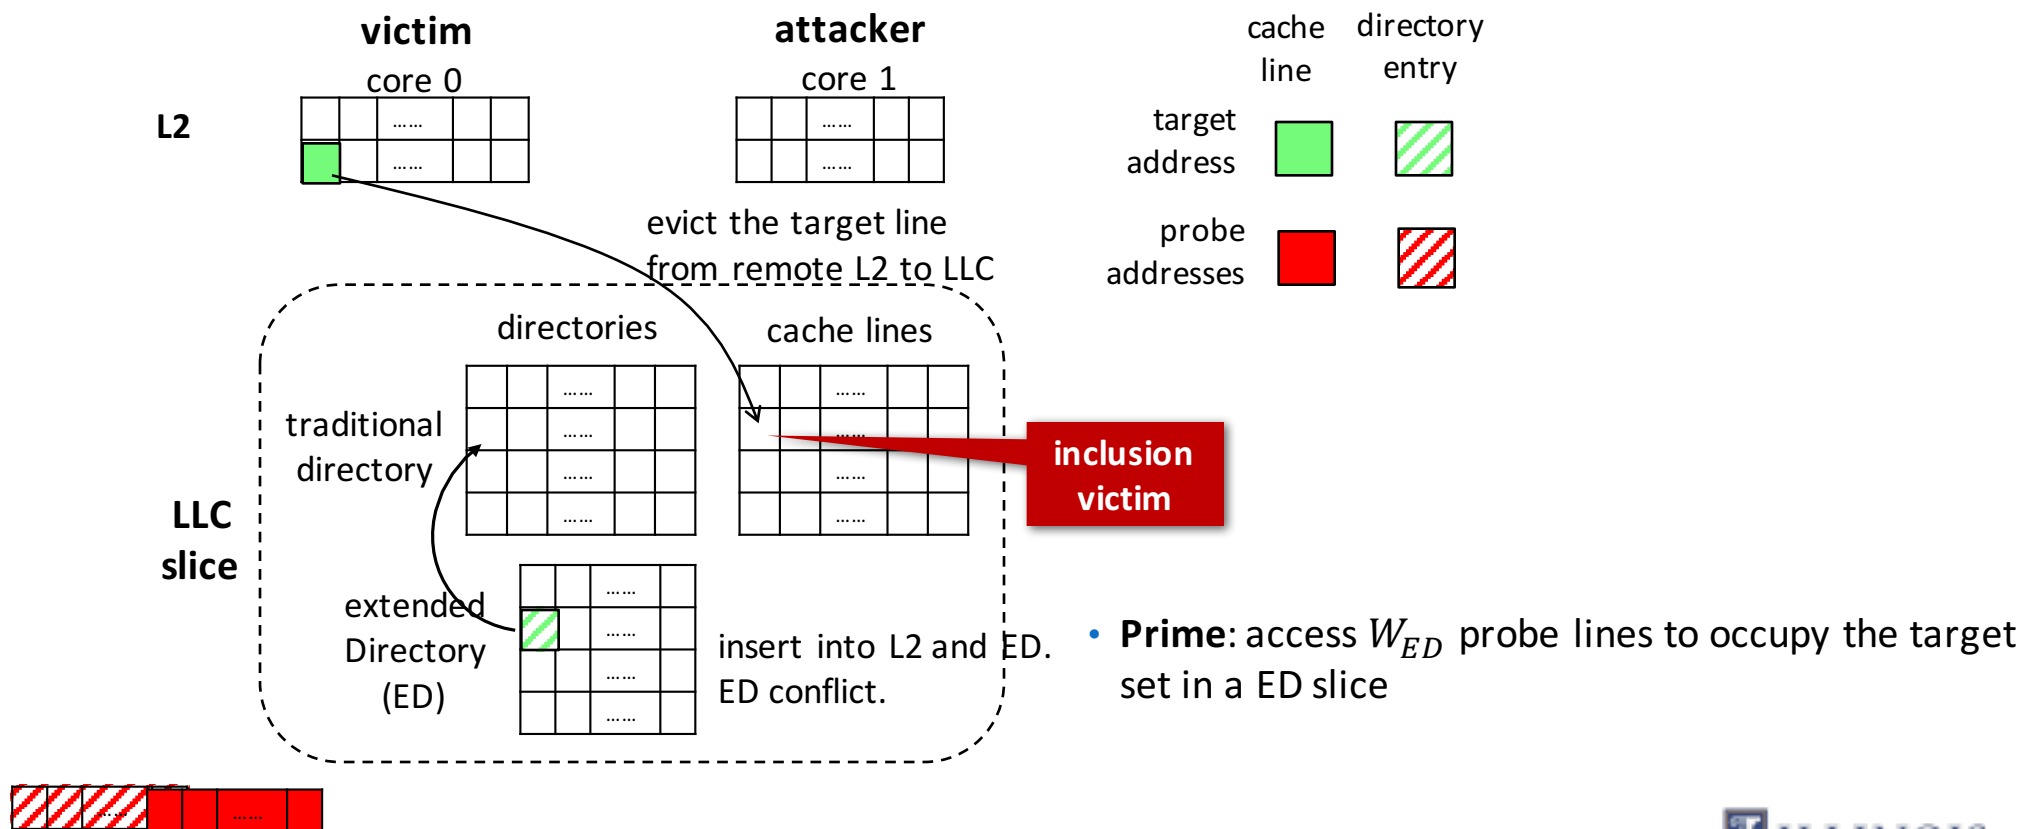 victim
core 0
attacker
core 1
cache
line
directory
entry
L2
……
……
……
……
target
address
probe
addresses
evict the target line
from remote L2 to LLC
directories
cache lines
traditional
directory
……
……
……
……
……
……
……
……
inclusion
victim
LLC
slice
extended
Directory
(ED)
……
……
……
insert into L2 and ED.
ED conflict.
• Prime: access W_ED probe lines to occupy the target
set in a ED slice
……
……